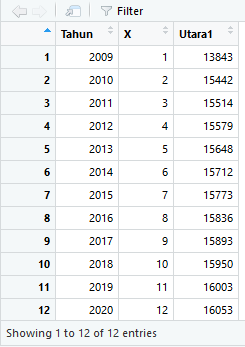 Filter
Tahun X Utara1
1 2009 1 13843
2 2010 2 15442
3 2011 3 15514
4 2012 4 15579
5 2013 5 15648
6 2014 6 15712
7 2015 7 15773
8 2016 8 15836
9 2017 9 15893
10 2018 10 15950
11 2019 11 16003
12 2020 12 16053
Showing 1 to 12 of 12 entries